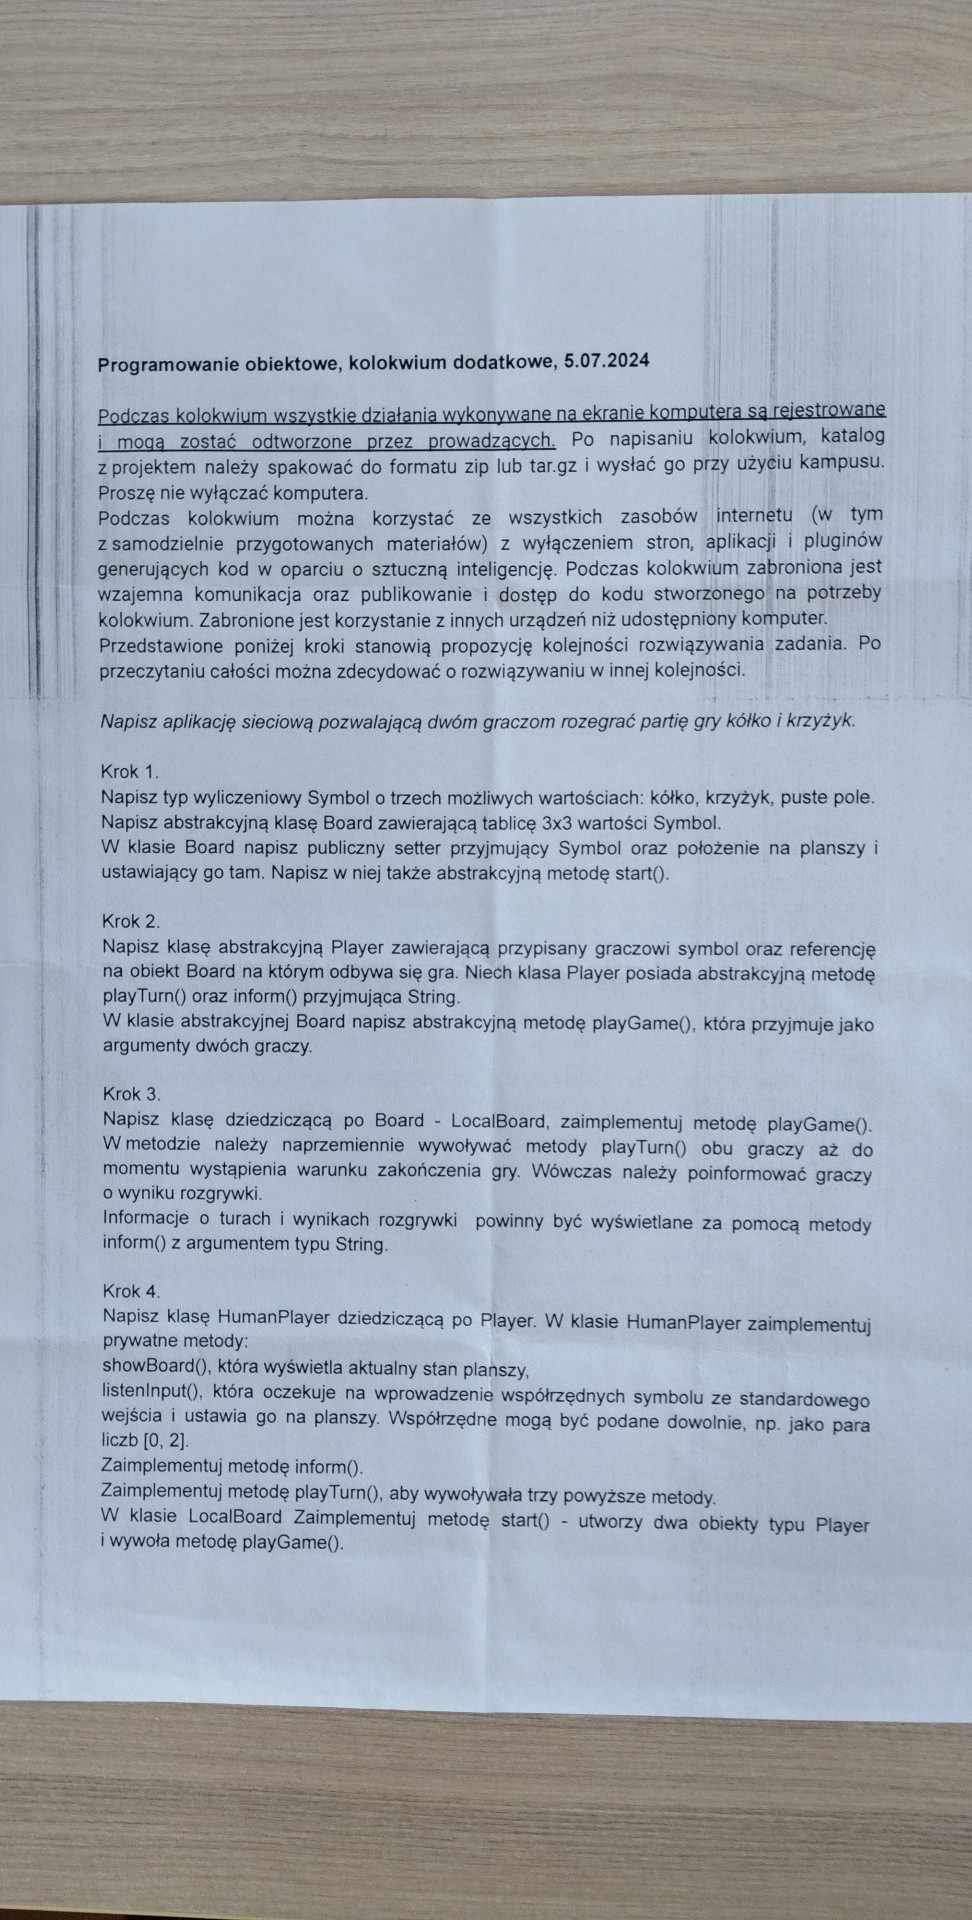 Programowanie obiektowe, kolokwium dodatkowe, 5.07.2024
Podczas kolokwium wszystkie działania wykonywane na ekranie komputera są rejestrowane
i mogą zostać odtworzone przez prowadzących. Po napisaniu kolokwium, katalog
z projektem należy spakować do formatu zip lub tar.gz i wysłać go przy użyciu kampusu.
Proszę nie wyłączać komputera.
Podczas kolokwium można korzystać ze wszystkich zasobów internetu (w tym
z samodzielnie przygotowanych materiałów) z wyłączeniem stron, aplikacji i pluginów
generujących kod w oparciu o sztuczną inteligencję. Podczas kolokwium zabroniona jest
wzajemna komunikacja oraz publikowanie i dostęp do kodu stworzonego na potrzeby
kolokwium. Zabronione jest korzystanie z innych urządzeń niż udostępniony komputer.
Przedstawione poniżej kroki stanowią propozycję kolejności rozwiązywania zadania. Po
przeczytaniu całości można zdecydować o rozwiązywaniu w innej kolejności.
Napisz aplikację sieciową pozwalającą dwóm graczom rozegrać partię gry kółko i krzyżyk.
Krok 1.
Napisz typ wyliczeniowy Symbol o trzech możliwych wartościach: kółko, krzyżyk, puste pole.
Napisz abstrakcyjną klasę Board zawierającą tablicę 3x3 wartości Symbol.
W klasie Board napisz publiczny setter przyjmujący Symbol oraz położenie na planszy i
ustawiający go tam. Napisz w niej także abstrakcyjną metodę start().
Krok 2.
Napisz klasę abstrakcyjną Player zawierającą przypisany graczowi symbol oraz referencję
na obiekt Board na którym odbywa się gra. Niech klasa Player posiada abstrakcyjną metodę
playTurn() oraz inform() przyjmująca String.
W klasie abstrakcyjnej Board napisz abstrakcyjną metodę playGame(), która przyjmuje jako
argumenty dwóch graczy.
Krok 3.
Napisz klasę dziedziczącą po Board - LocalBoard, zaimplementuj metodę playGame().
W metodzie należy naprzemiennie wywoływać metody playTurn() obu graczy aż do
momentu wystąpienia warunku zakończenia gry. Wówczas należy poinformować graczy
o wyniku rozgrywki.
Informacje o turach i wynikach rozgrywki powinny być wyświetlane za pomocą metody
inform() z argumentem typu String.
Krok 4.
Napisz klasę HumanPlayer dziedziczącą po Player. W klasie HumanPlayer zaimplementuj
prywatne metody:
showBoard(), która wyświetla aktualny stan planszy,
listenInput(), która oczekuje na wprowadzenie współrzędnych symbolu ze standardowego
wejścia i ustawia go na planszy. Współrzędne mogą być podane dowolnie, np. jako para
liczb [0, 2].
Zaimplementuj metodę inform().
Zaimplementuj metodę playTurn(), aby wywoływała trzy powyższe metody.
W klasie LocalBoard Zaimplementuj metodę start() - utworzy dwa obiekty typu Player
i wywoła metodę playGame().